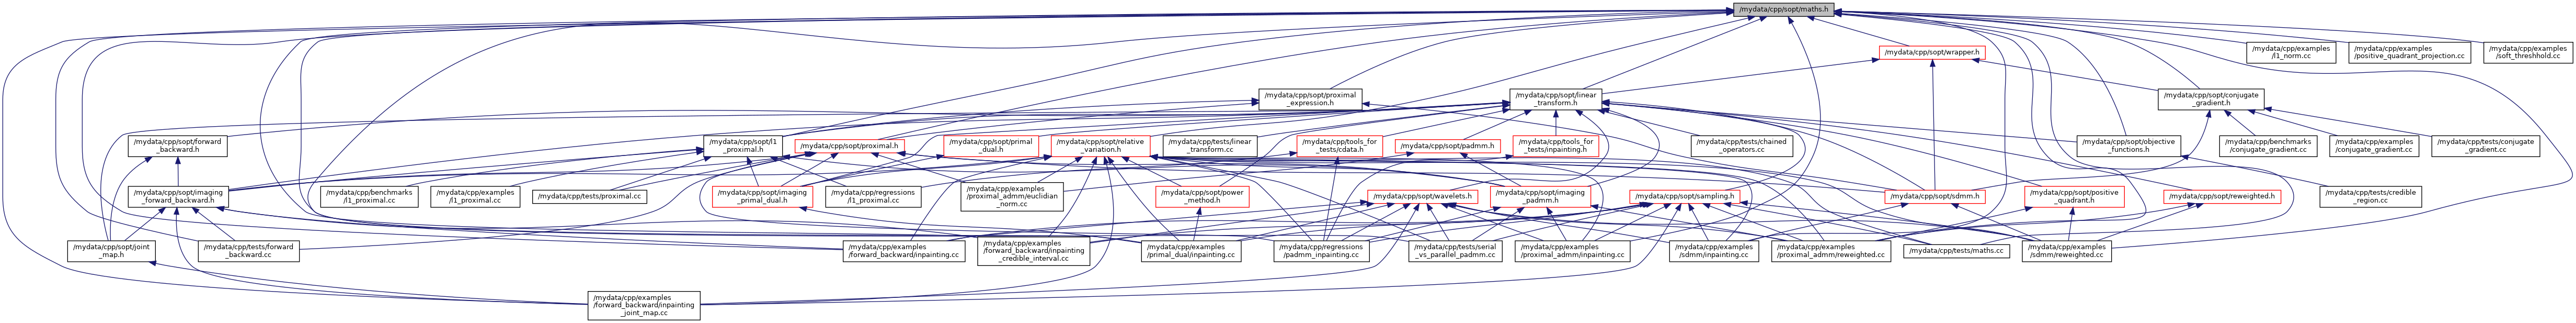 /mydata/cpp/sopt/maths.h
/mydata/cpp/sopt/wrapper.h
/mydata/cpp/examples
/l1_norm.cc
/mydata/cpp/examples
/positive_quadrant_projection.cc
/mydata/cpp/examples
/soft_threshhold.cc
/mydata/cpp/sopt/proximal
_expression.h
/mydata/cpp/sopt/linear
_transform.h
/mydata/cpp/sopt/conjugate
_gradient.h
/mydata/cpp/sopt/forward
_backward.h
/mydata/cpp/sopt/l1
_proximal.h
/mydata/cpp/sopt/proximal.h
/mydata/cpp/sopt/primal
_dual.h
/mydata/cpp/sopt/relative
_variation.h
/mydata/cpp/tests/linear
_transform.cc
/mydata/cpp/tools_for
_tests/cdata.h
/mydata/cpp/sopt/padmm.h
/mydata/cpp/tools_for
_tests/inpainting.h
/mydata/cpp/tests/chained
_operators.cc
/mydata/cpp/sopt/objective
_functions.h
/mydata/cpp/benchmarks
/conjugate_gradient.cc
/mydata/cpp/examples
/conjugate_gradient.cc
/mydata/cpp/tests/conjugate
_gradient.cc
/mydata/cpp/sopt/imaging
_forward_backward.h
/mydata/cpp/benchmarks
/l1_proximal.cc
/mydata/cpp/examples
/l1_proximal.cc
/mydata/cpp/tests/proximal.cc
/mydata/cpp/sopt/imaging
_primal_dual.h
/mydata/cpp/regressions
/l1_proximal.cc
/mydata/cpp/examples
/proximal_admm/euclidian
_norm.cc
/mydata/cpp/sopt/power
_method.h
/mydata/cpp/sopt/wavelets.h
/mydata/cpp/sopt/imaging
_padmm.h
/mydata/cpp/sopt/sampling.h
/mydata/cpp/sopt/sdmm.h
/mydata/cpp/sopt/positive
_quadrant.h
/mydata/cpp/sopt/reweighted.h
/mydata/cpp/tests/credible
_region.cc
/mydata/cpp/sopt/joint
_map.h
/mydata/cpp/tests/forward
_backward.cc
/mydata/cpp/examples
/forward_backward/inpainting.cc
/mydata/cpp/examples
/forward_backward/inpainting
_credible_interval.cc
/mydata/cpp/examples
/primal_dual/inpainting.cc
/mydata/cpp/regressions
/padmm_inpainting.cc
/mydata/cpp/tests/serial
_vs_parallel_padmm.cc
/mydata/cpp/examples
/proximal_admm/inpainting.cc
/mydata/cpp/examples
/sdmm/inpainting.cc
/mydata/cpp/examples
/proximal_admm/reweighted.cc
/mydata/cpp/tests/maths.cc
/mydata/cpp/examples
/sdmm/reweighted.cc
/mydata/cpp/examples
/forward_backward/inpainting
_joint_map.cc